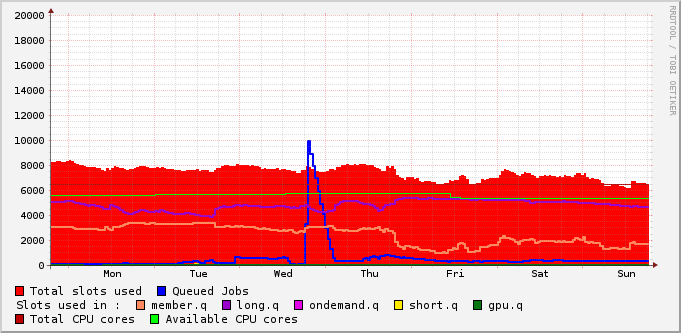 RRDTOOL / TOBI OETIKER
20000
18000
16000
14000
12000
10000
8000
6000
4000
2000
0
Mon Tue Wed Thu Fri Sat Sun
Total slots used Queued Jobs
Slots used in : member.q long.q ondemand.q short.q gpu.q
Total CPU cores Available CPU cores